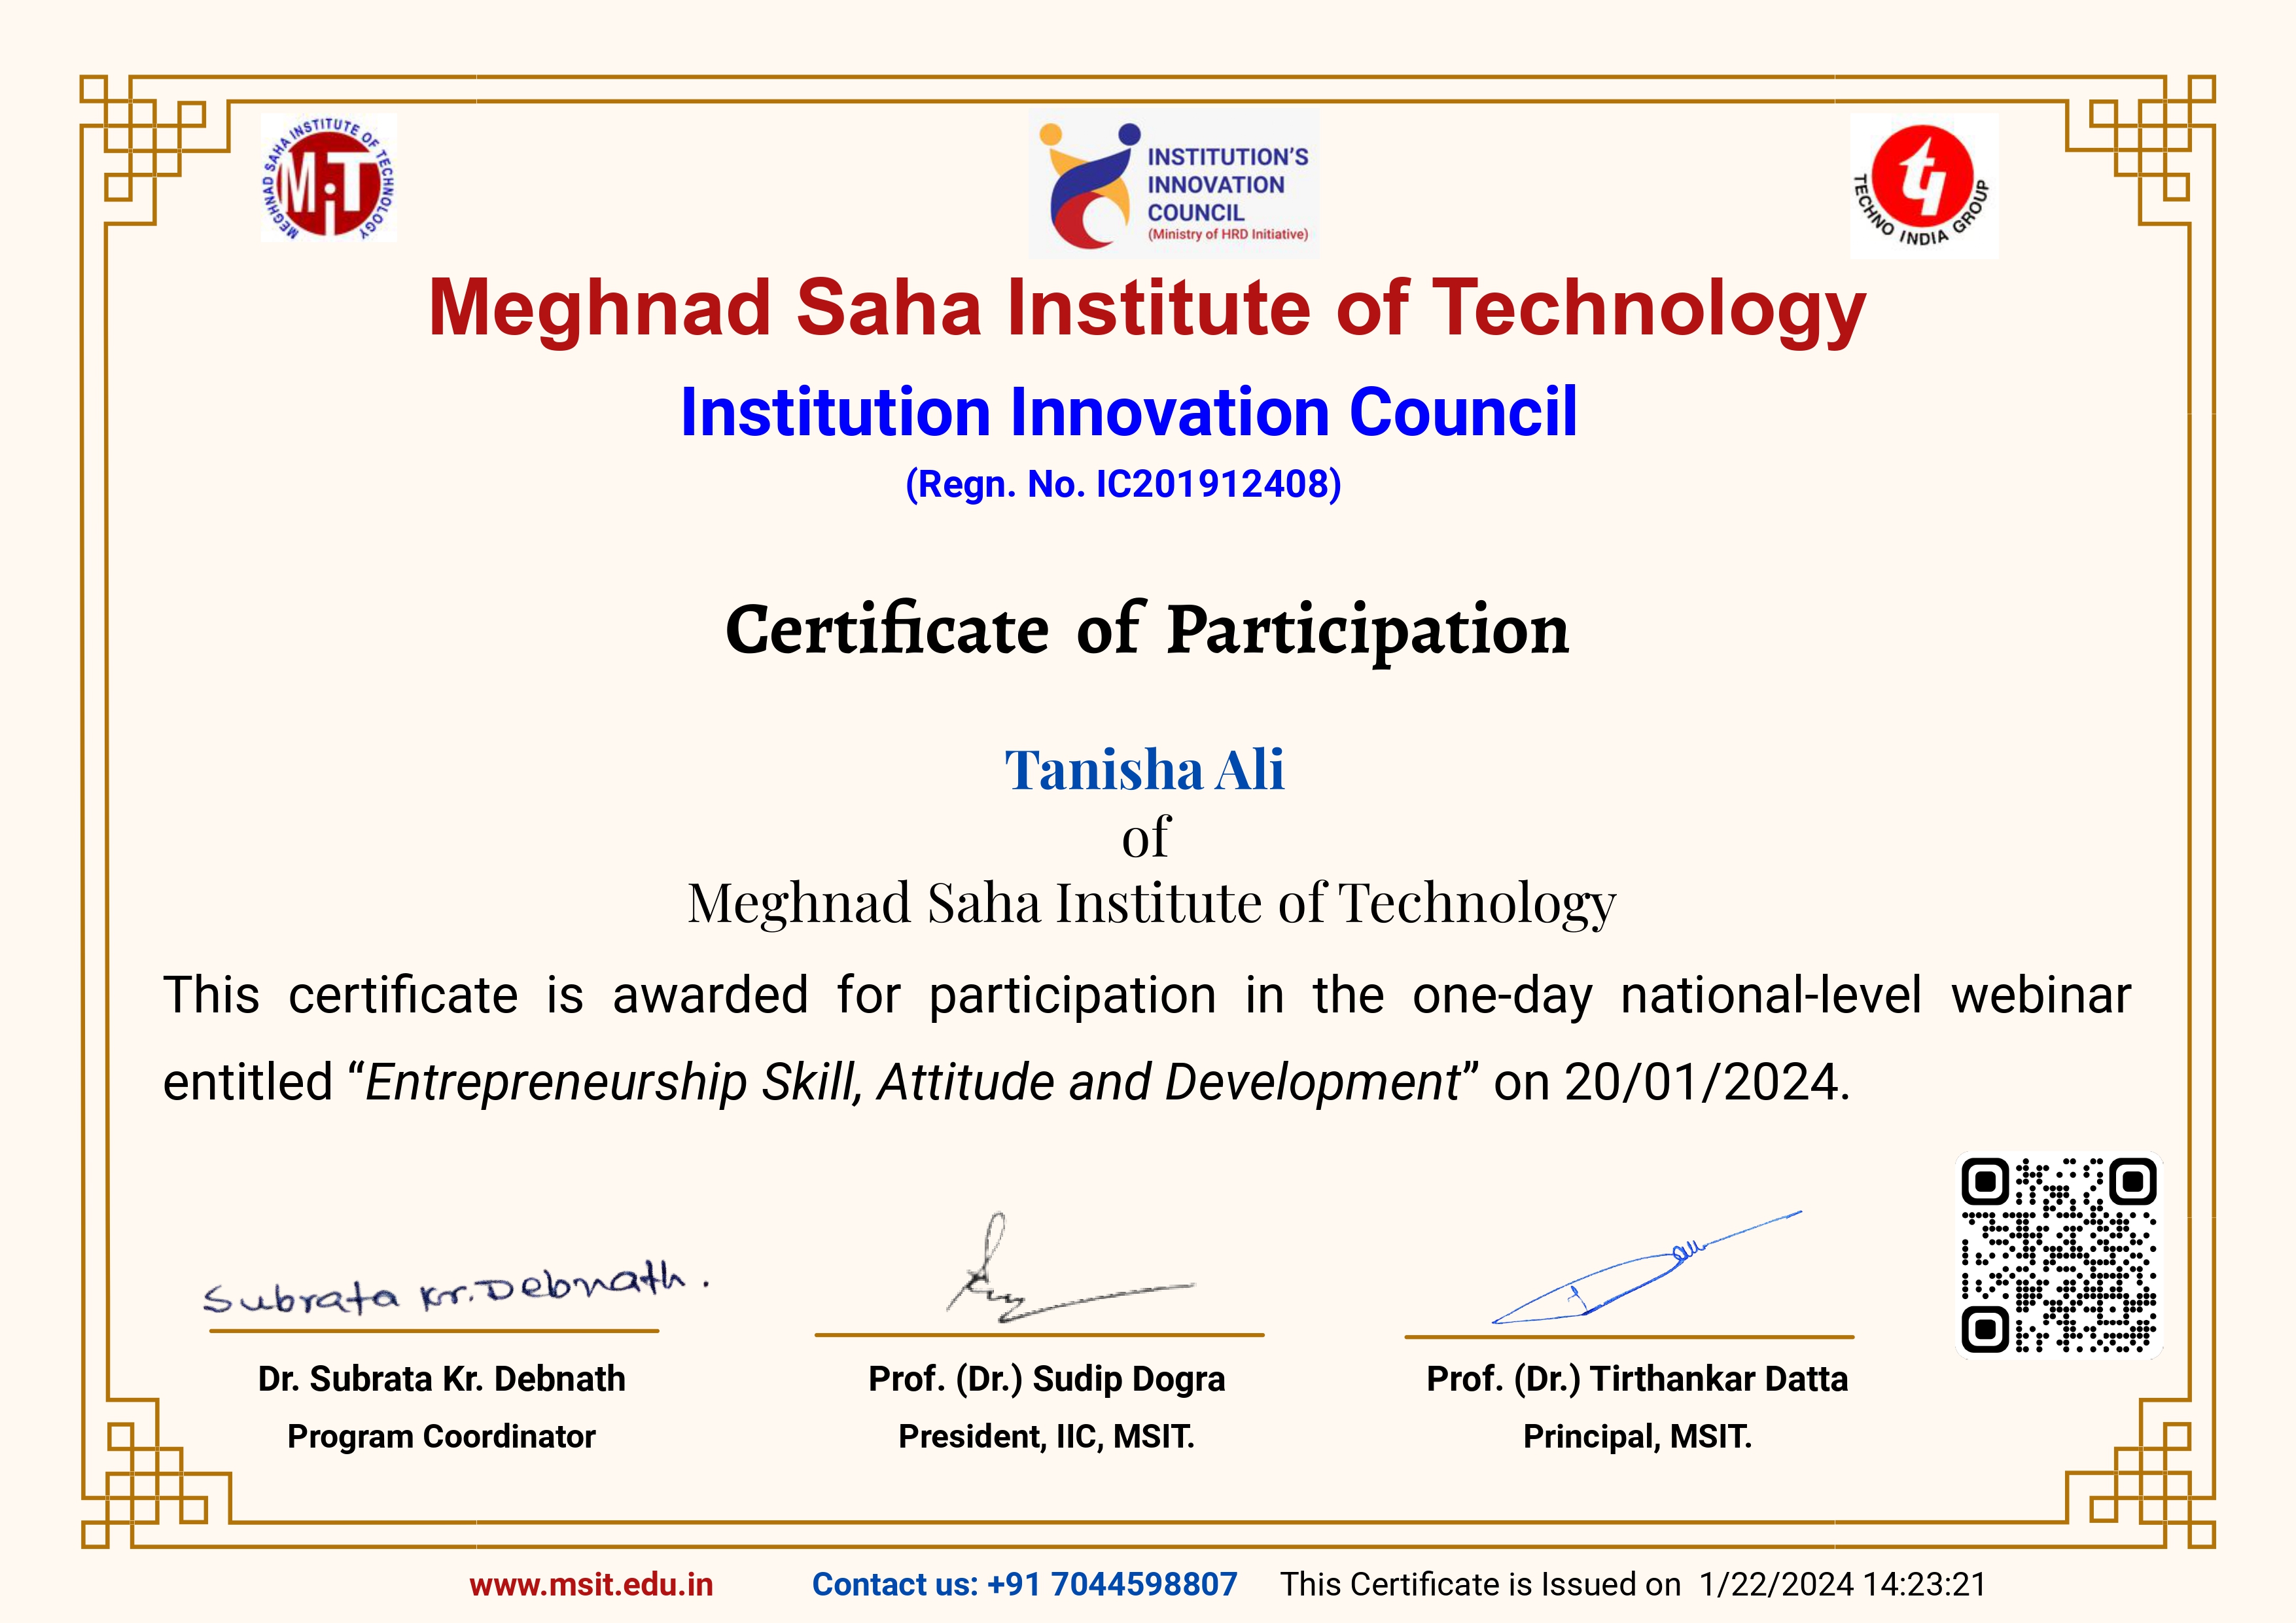 MEGHNAD SAHA INSTITUTE OF TECHNOLOGY
MiT
INSTITUTION'S
INNOVATION
COUNCIL
(Ministry of HRD Initiative)
TECHNO INDIA GROUP
Meghnad Saha Institute of Technology
Institution Innovation Council
(Regn. No. IC201912408)
Certificate of Participation
Tanisha Ali
of
Meghnad Saha Institute of Technology
This certificate is awarded for participation in the one-day national-level webinar
entitled “Entrepreneurship Skill, Attitude and Development” on 20/01/2024.
Subrata Kr. Debnath.
Dr. Subrata Kr. Debnath
Program Coordinator
Prof. (Dr.) Sudip Dogra
President, IIC, MSIT.
Prof. (Dr.) Tirthankar Datta
Principal, MSIT.
www.msit.edu.in Contact us: +91 7044598807 This Certificate is Issued on 1/22/2024 14:23:21